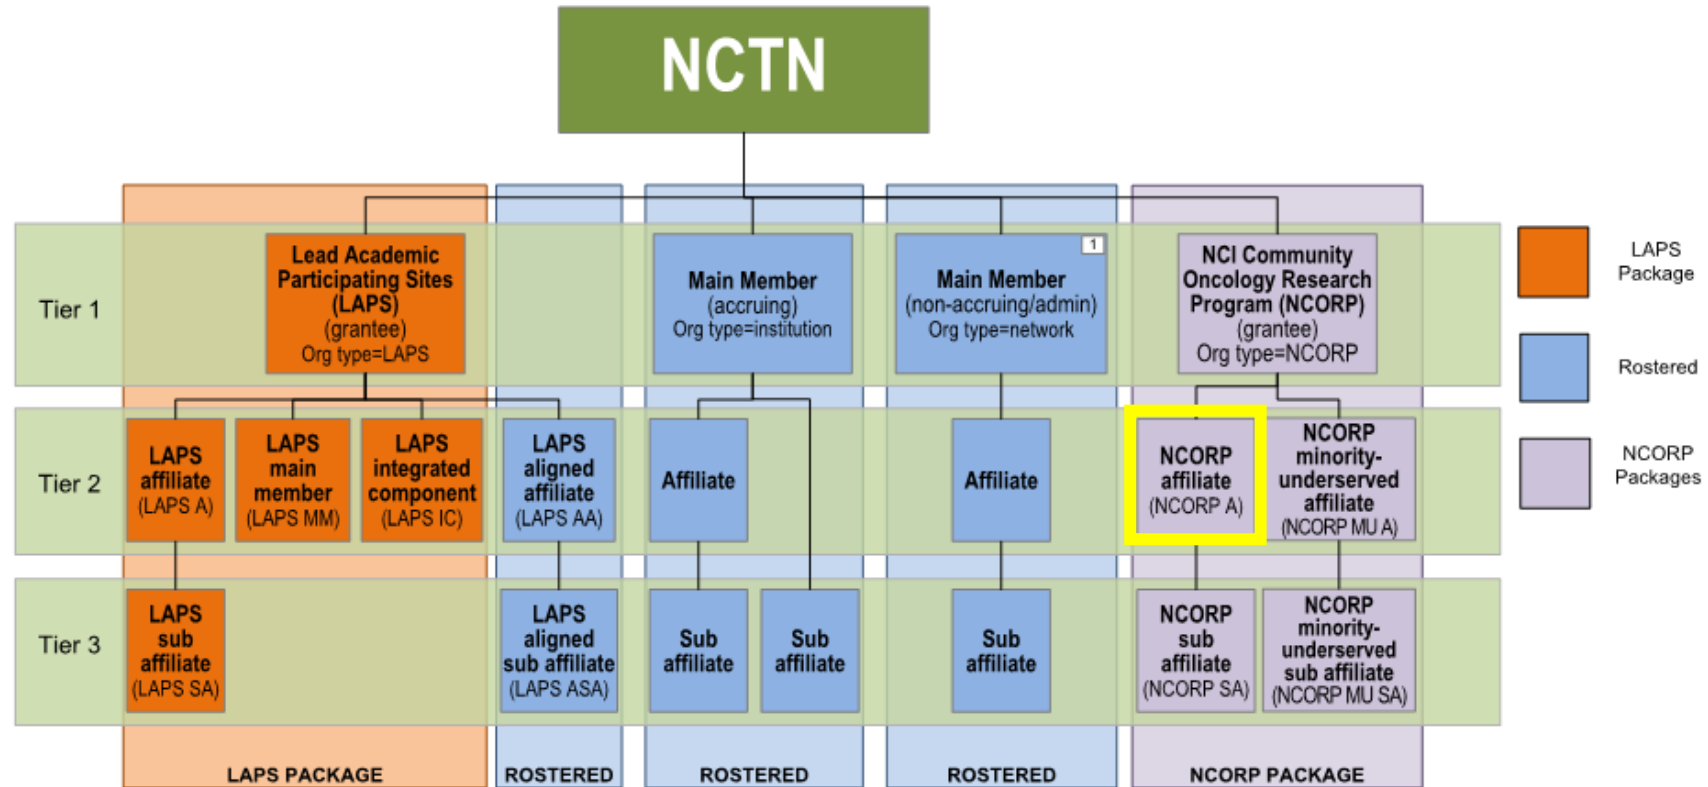 NCTN
Lead Academic
Participating Sites
(LAPS)
(grantee)
Org type=LAPS
Main Member
(accruing)
Org type=institution
1
Main Member
(non-accruing/admin)
Org type=network
NCI Community
Oncology Research
Program (NCORP)
(grantee)
Org type=NCORP
Tier 1
LAPS
affiliate
(LAPS A)
LAPS
main
member
(LAPS MM)
LAPS
integrated
component
(LAPS IC)
LAPS
aligned
affiliate
(LAPS AA)
Affiliate
Affiliate
NCORP
affiliate
(NCORP A)
NCORP
minority-
underserved
affiliate
(NCORP MU A)
Tier 2
LAPS
sub
affiliate
(LAPS SA)
LAPS
aligned
sub affiliate
(LAPS ASA)
Sub
affiliate
Sub
affiliate
Sub
affiliate
NCORP
sub
affiliate
(NCORP SA)
NCORP
minority-
underserved
sub affiliate
(NCORP MU SA)
Tier 3
LAPS PACKAGE
ROSTERED
ROSTERED
ROSTERED
NCORP PACKAGE
LAPS
Package
Rostered
NCORP
Packages